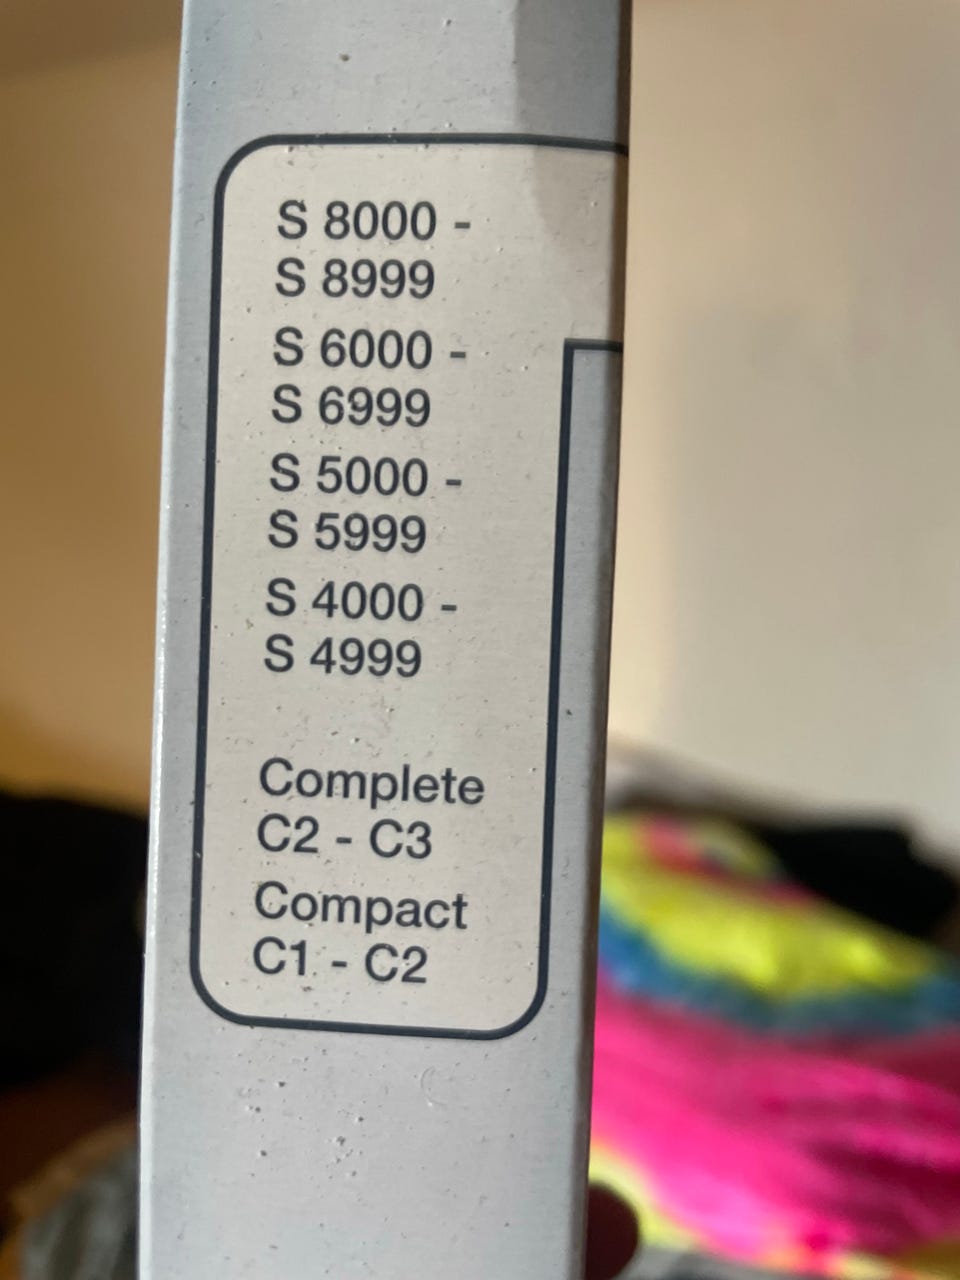 S 8000 -
S 8999
S 6000 -
S 6999
S 5000 -
S 5999
S 4000 -
S 4999
Complete
C2 - C3
Compact
C1 - C2